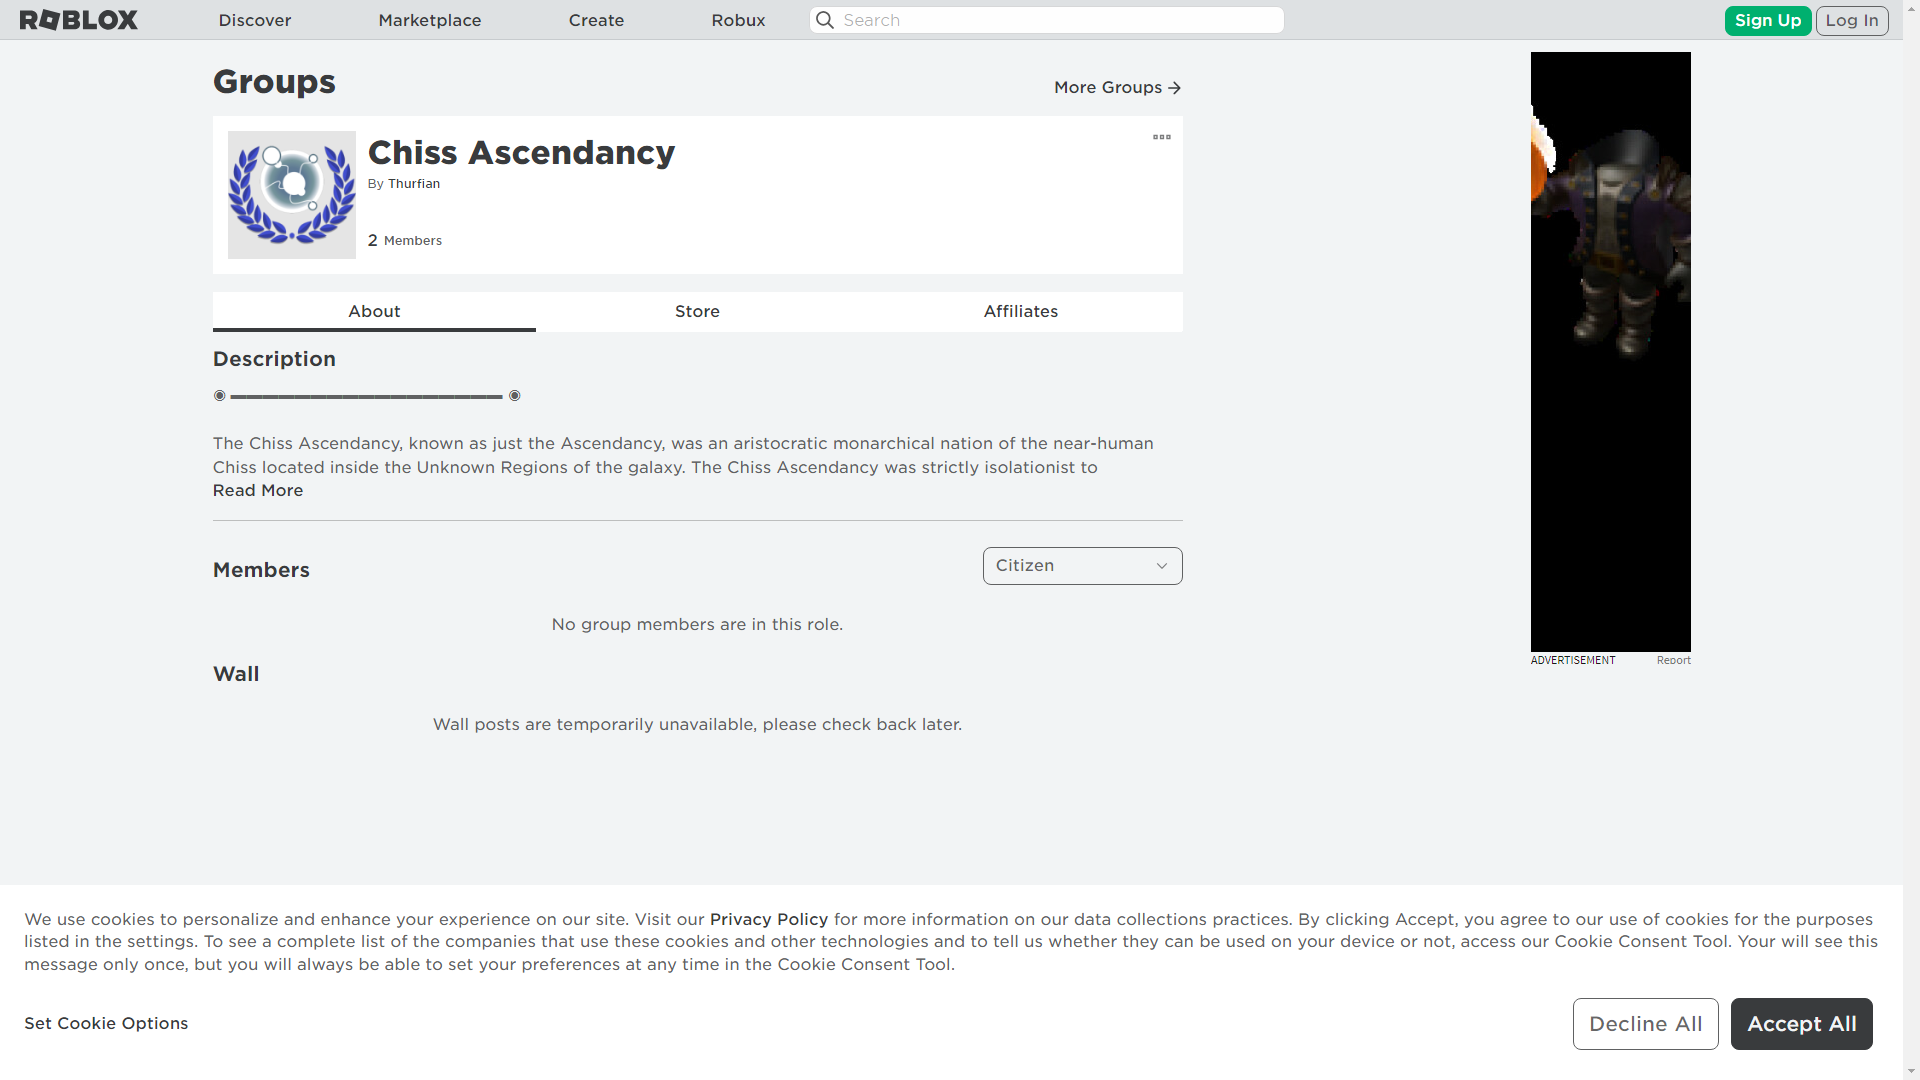 ROBLOX
Discover
Marketplace
Create
Robux
Search
Sign Up
Log In
Groups
More Groups →
Chiss Ascendancy
By Thurfian
2 Members
About
Store
Affiliates
Description
◉ ▬▬▬▬▬▬▬▬▬▬▬▬▬▬▬▬▬ ◉
The Chiss Ascendancy, known as just the Ascendancy, was an aristocratic monarchical nation of the near-human
Chiss located inside the Unknown Regions of the galaxy. The Chiss Ascendancy was strictly isolationist to
Read More
Members
Citizen
No group members are in this role.
Wall
Wall posts are temporarily unavailable, please check back later.
ADVERTISEMENT
Report
We use cookies to personalize and enhance your experience on our site. Visit our Privacy Policy for more information on our data collections practices. By clicking Accept, you agree to our use of cookies for the purposes
listed in the settings. To see a complete list of the companies that use these cookies and other technologies and to tell us whether they can be used on your device or not, access our Cookie Consent Tool. Your will see this
message only once, but you will always be able to set your preferences at any time in the Cookie Consent Tool.
Set Cookie Options
Decline All
Accept All